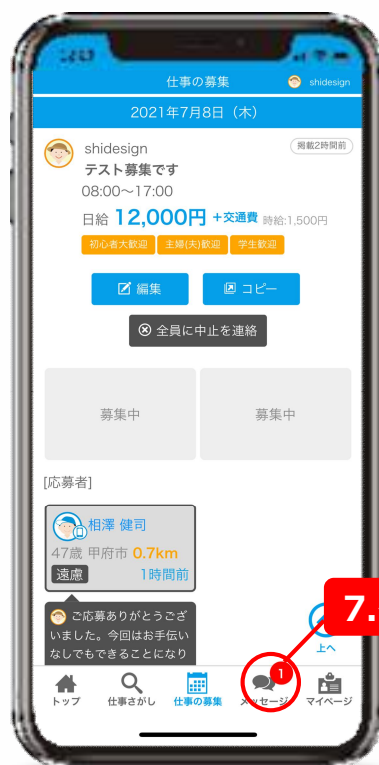 仕事の募集
shidesign
2021年7月8日（木）
shidesign
掲載2時間前
テスト募集です
08:00〜17:00
日給 12,000円 +交通費 時給:1,500円
初心者大歓迎 主婦(夫)歓迎 学生歓迎
編集 コピー
全員に中止を連絡
募集中 募集中
[応募者]
相澤 健司
47歳 甲府市 0.7km
遠慮 1時間前
ご応募ありがとうござ
いました。今回はお手伝い
なしでもできることになり
7.
上へ
1
トップ 仕事さがし 仕事の募集 メッセージ マイページ